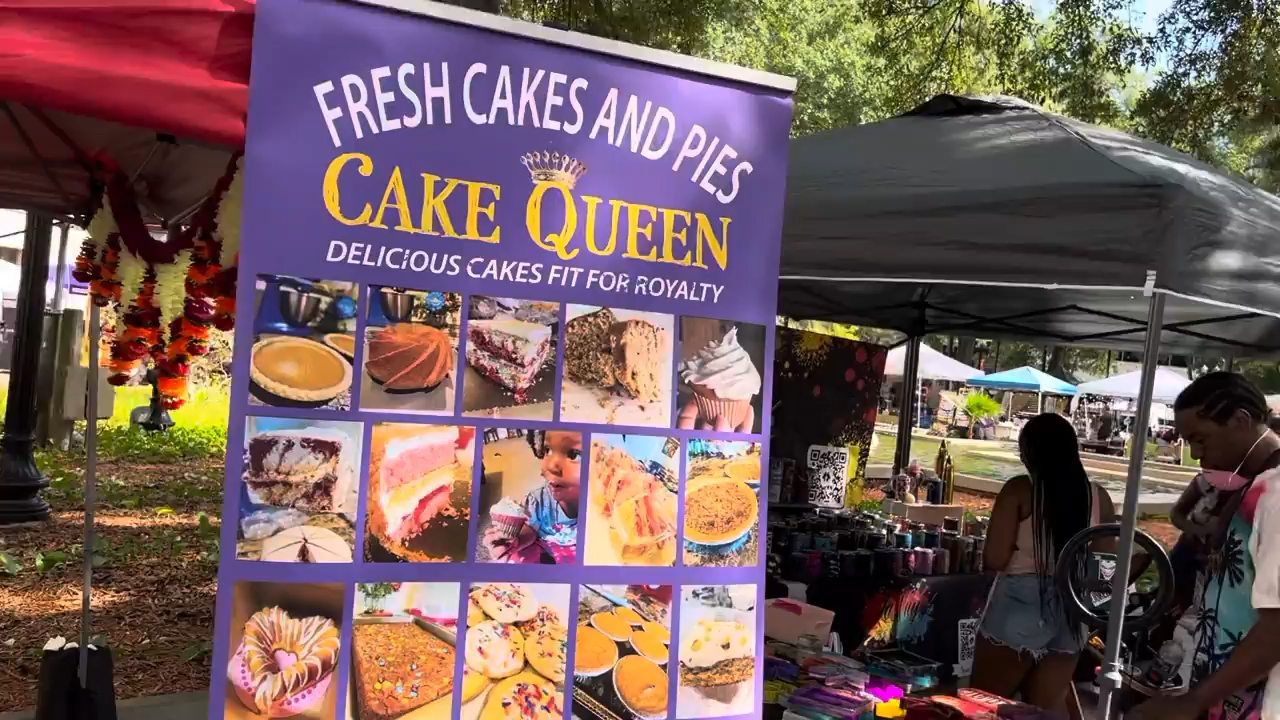 FRESH CAKES AND PIES
CAKE QUEEN
DELICIOUS CAKES FIT FOR ROYALTY